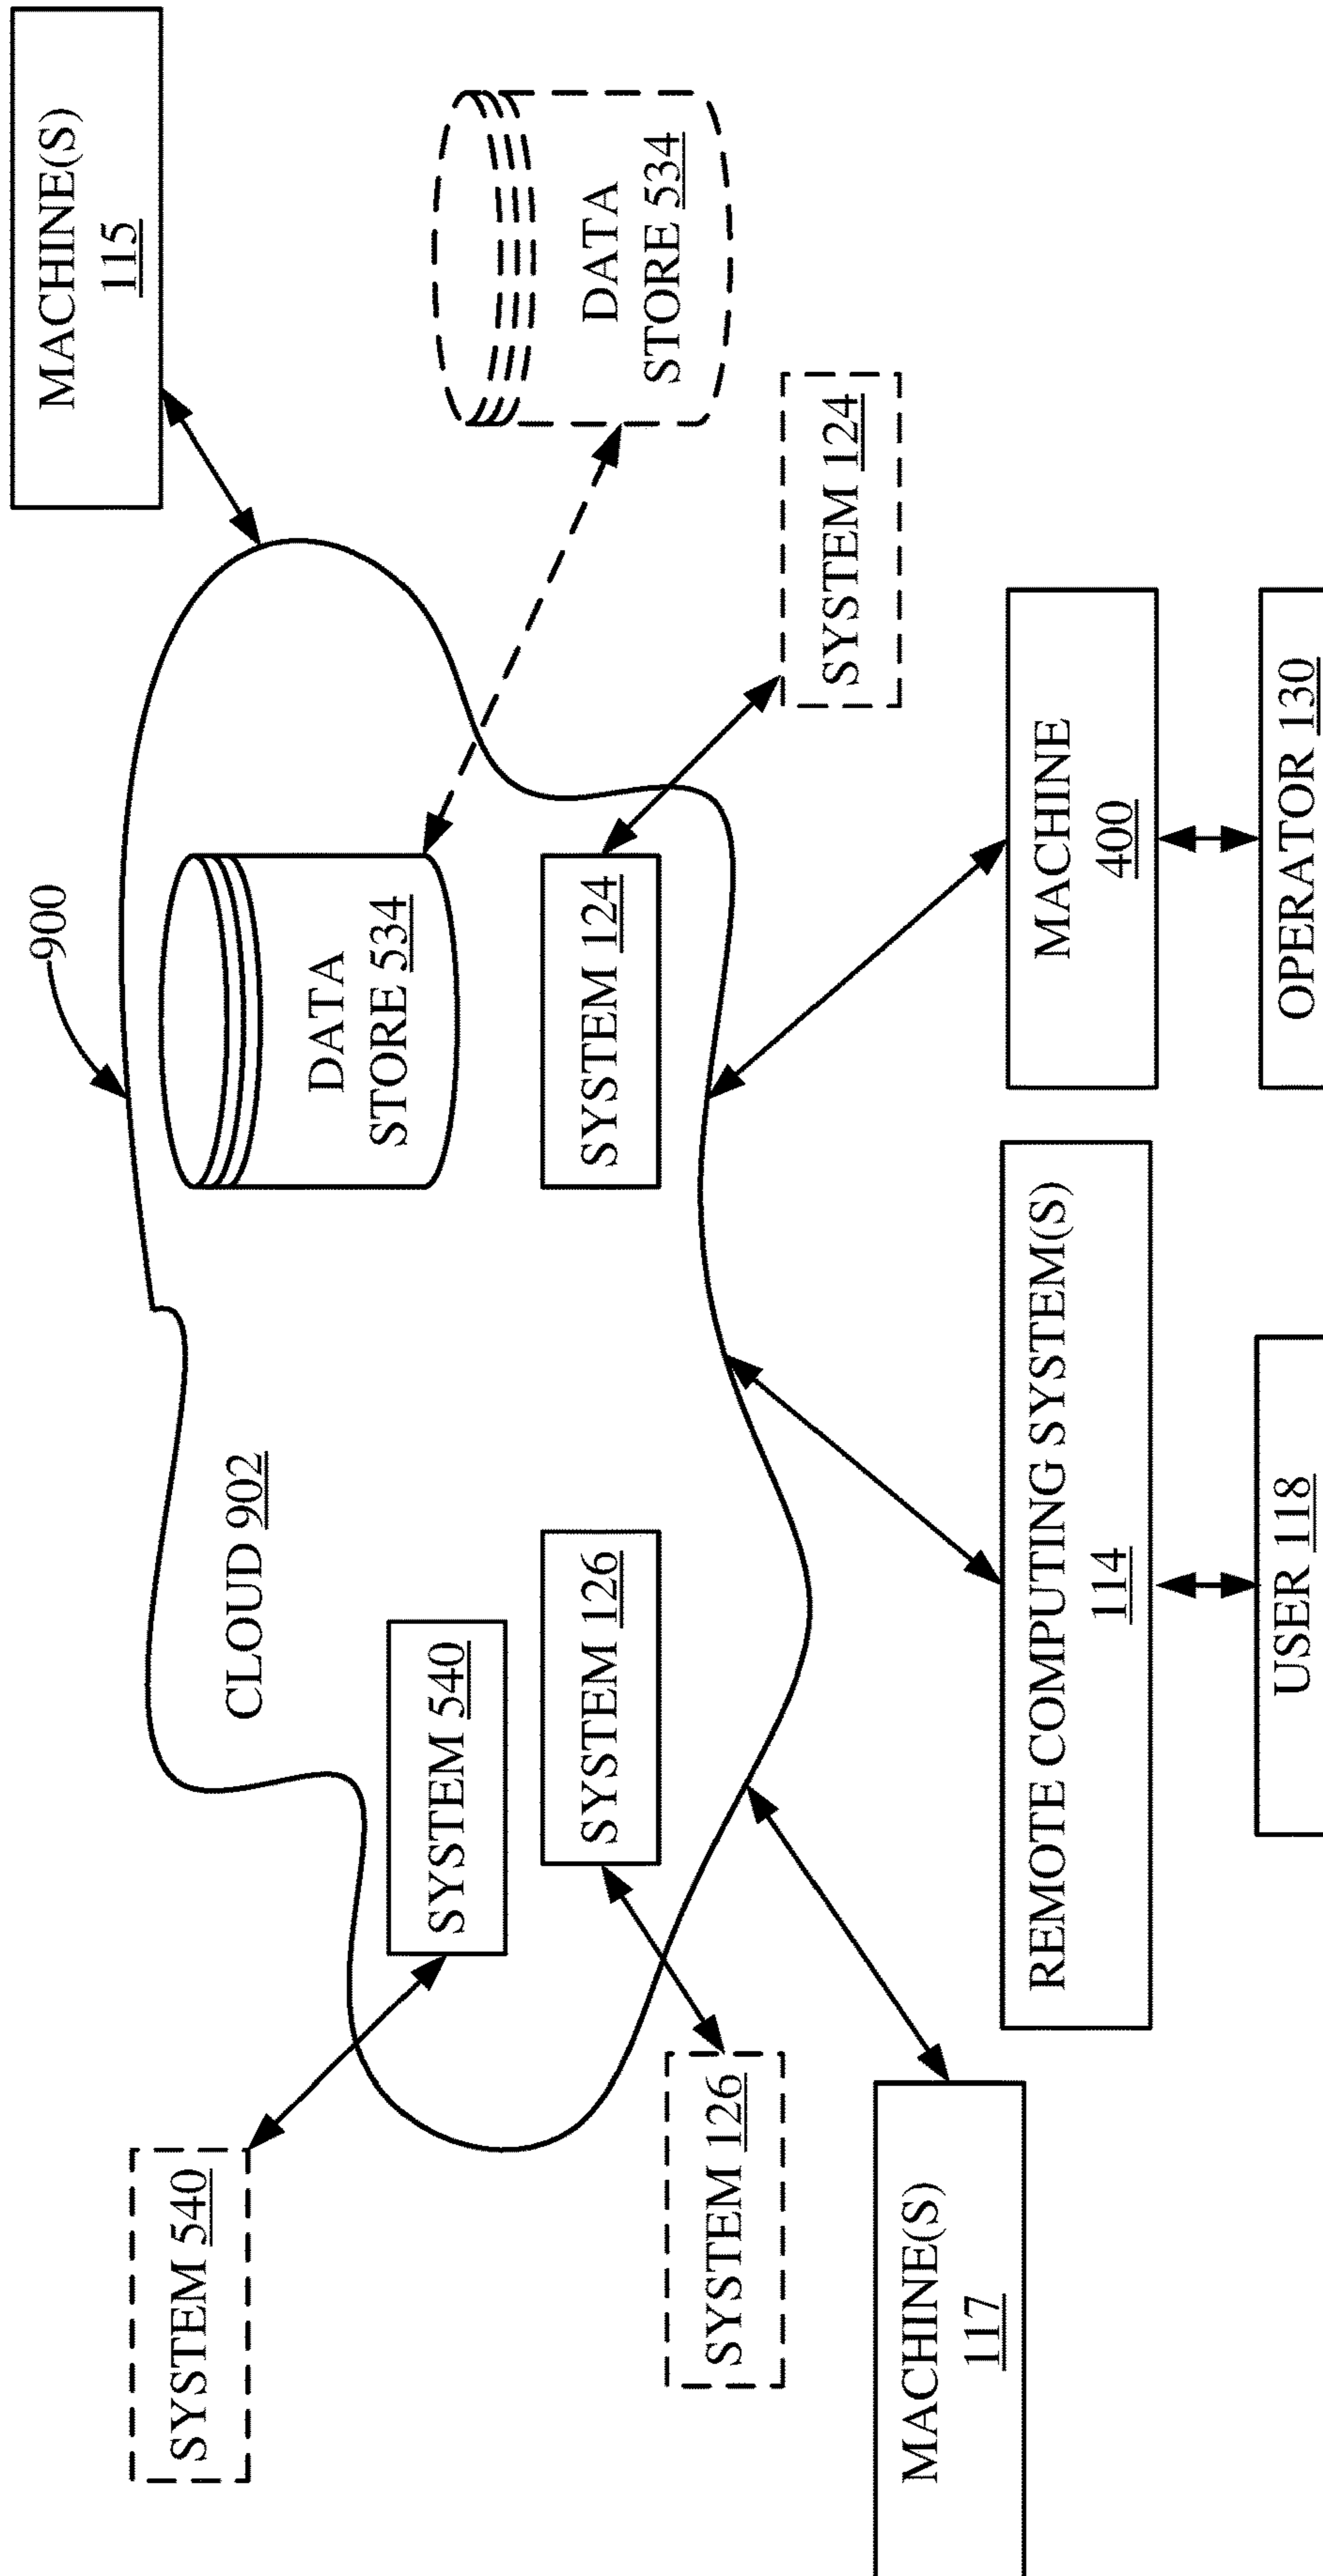 900
CLOUD 902
DATA
STORE 534
SYSTEM 540
SYSTEM 540
SYSTEM 126
SYSTEM 124
MACHINE(S)
115
DATA
STORE 534
SYSTEM 126
SYSTEM 124
MACHINE(S)
117
REMOTE COMPUTING SYSTEM(S)
114
MACHINE
400
USER 118
OPERATOR 130